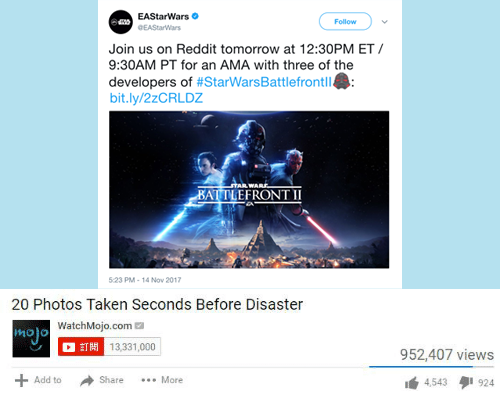 EAStarWars
@EAStarWars
Follow
Join us on Reddit tomorrow at 12:30PM ET /
9:30AM PT for an AMA with three of the
developers of #StarWarsBattlefrontII:
bit.ly/2zCRLDZ
STAR WARS
BATTLEFRONT II
EA
5:23 PM - 14 Nov 2017
20 Photos Taken Seconds Before Disaster
mojo
WatchMojo.com
訂閱 13,331,000
952,407 views
Add to Share More
4,543 924